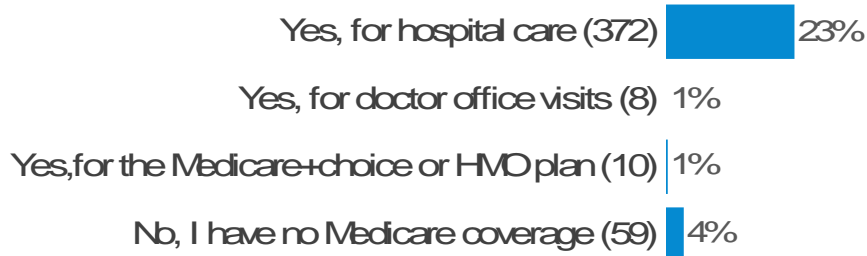 Yes, for hospital care (372) 23%
Yes, for doctor office visits (8) 1%
Yes,for the Medicare+choice or HMO plan (10) 1%
No, I have no Medicare coverage (59) 4%